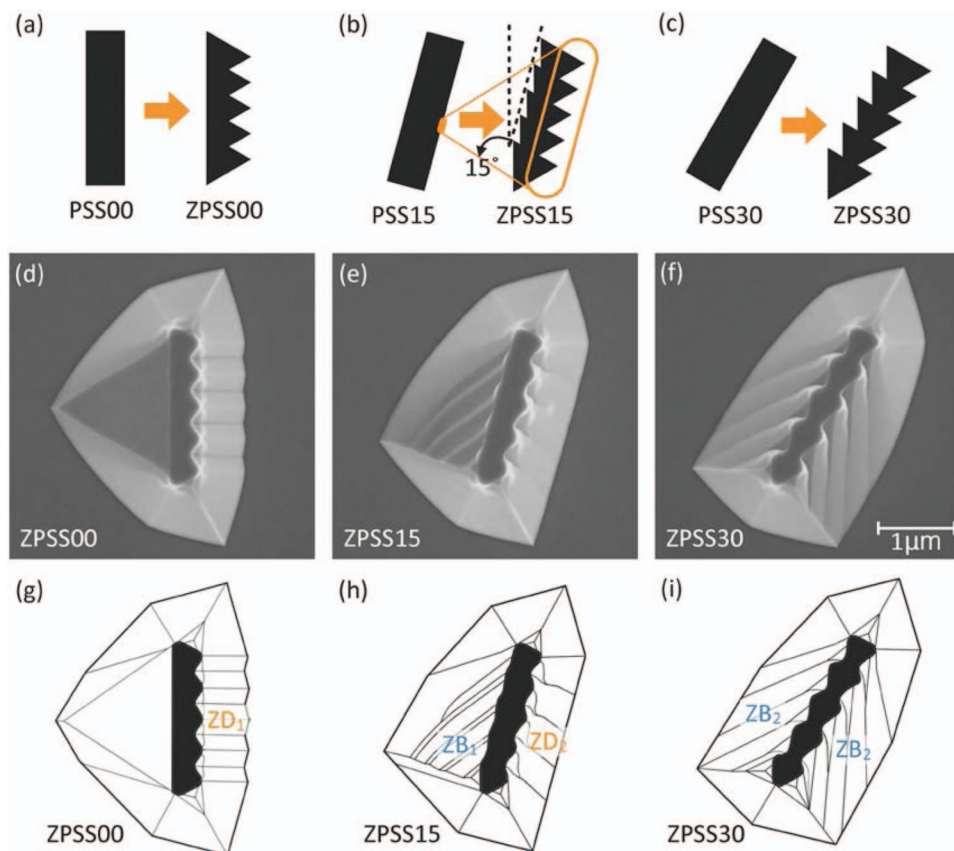 (a)
(b)
(c)
15°
PSS00
ZPSS00
PSS15
ZPSS15
PSS30
ZPSS30
(d)
(e)
(f)
ZPSS00
ZPSS15
ZPSS30
1μm
(g)
(h)
(i)
ZD₁
ZB₁
ZD₂
ZB₂
ZB₂
ZPSS00
ZPSS15
ZPSS30